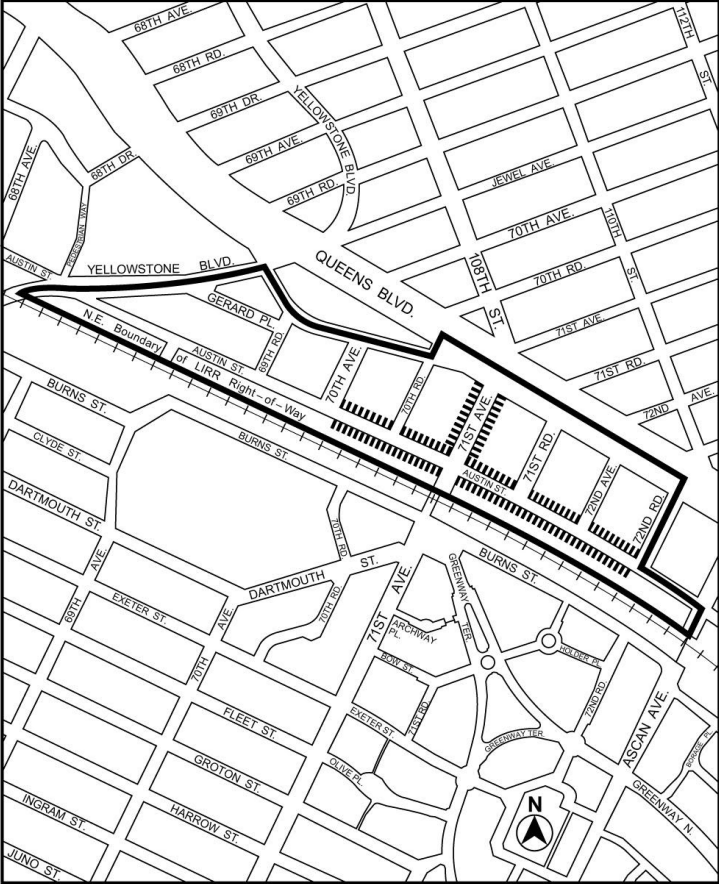 68TH AVE.
112TH
ST.
68TH RD.
69TH DR.
YELLOWSTONE BLVD.
69TH AVE.
68TH AVE.
68TH DR.
JEWEL AVE.
69TH RD.
PEDESTRIAN WAY
70TH AVE.
110TH
ST.
AUSTIN ST.
YELLOWSTONE BLVD.
QUEENS BLVD.
108TH
ST.
70TH RD.
GERARD PL.
N.E. Boundary
of LIRR Right-of-Way
71ST AVE.
69TH RD.
AUSTIN ST.
70TH AVE.
71ST RD.
70TH RD.
BURNS ST.
72ND AVE.
71ST AVE.
BURNS ST.
CLYDE ST.
71ST RD.
AUSTIN ST.
72ND AVE.
DARTMOUTH ST.
72ND RD.
70TH RD.
AVE.
69TH
DARTMOUTH ST.
BURNS ST.
GREENWAY
TER.
71ST AVE.
EXETER ST.
AVE.
70TH
70TH RD.
ARCHWAY
PL.
HOLDER PL.
BOW ST.
72ND RD.
FLEET ST.
EXETER ST.
71ST RD.
ASCAN AVE.
GREENWAY TER.
BORAGE PL.
GROTON ST.
OLIVE PL.
GREENWAY N.
INGRAM ST.
HARROW ST.
N
JUNO ST.